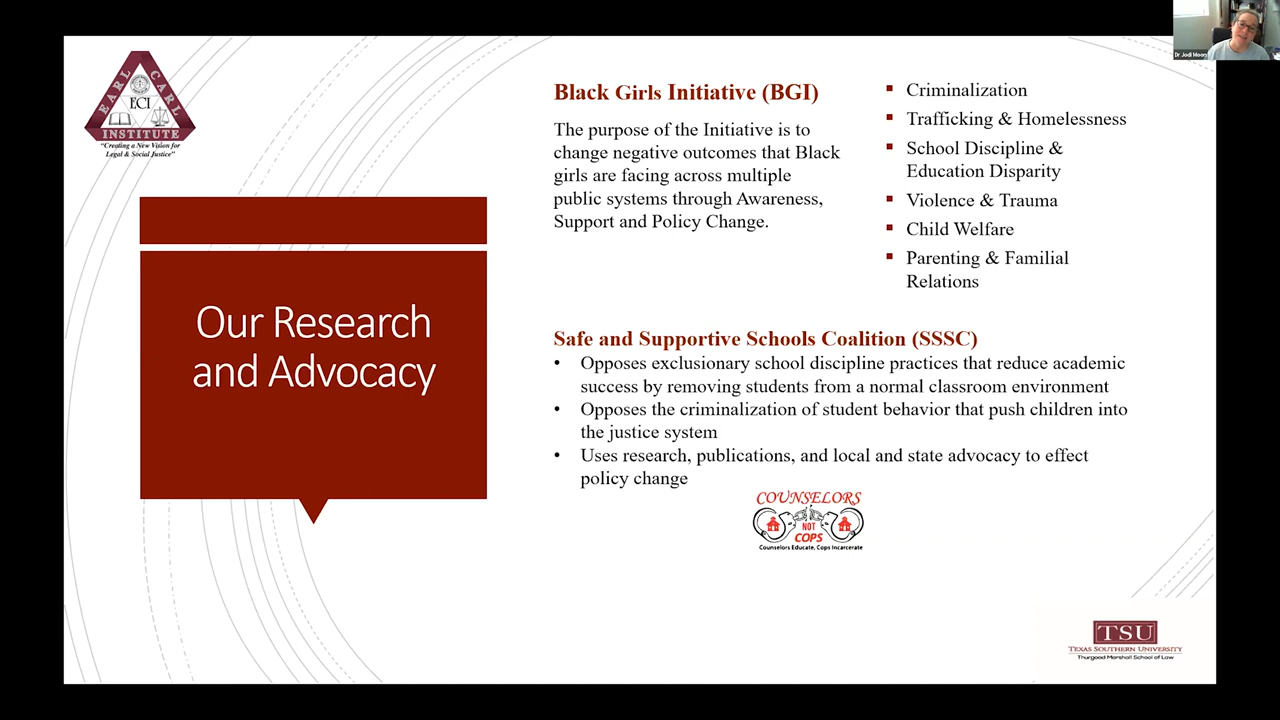 EARL CARL
ECI
INSTITUTE
"Creating a New Vision for
Legal & Social Justice"
Our Research
and Advocacy
Black Girls Initiative (BGI)
The purpose of the Initiative is to
change negative outcomes that Black
girls are facing across multiple
public systems through Awareness,
Support and Policy Change.
Criminalization
Trafficking & Homelessness
School Discipline &
Education Disparity
Violence & Trauma
Child Welfare
Parenting & Familial
Relations
Safe and Supportive Schools Coalition (SSSC)
• Opposes exclusionary school discipline practices that reduce academic
success by removing students from a normal classroom environment
• Opposes the criminalization of student behavior that push children into
the justice system
• Uses research, publications, and local and state advocacy to effect
policy change
COUNSELORS
NOT
COPS
Counselors Educate, Cops Incarcerate
TSU
TEXAS SOUTHERN UNIVERSITY
Thurgood Marshall School of Law
Dr Jodi Moon